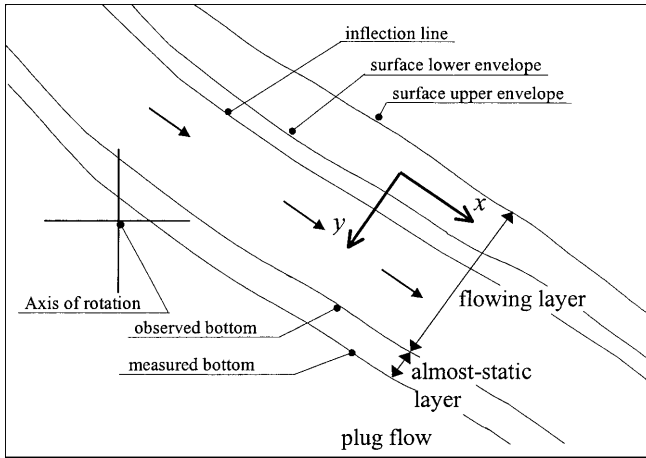 inflection line
surface lower envelope
surface upper envelope
x
y
flowing layer
Axis of rotation
observed bottom
measured bottom
almost-static
layer
plug flow